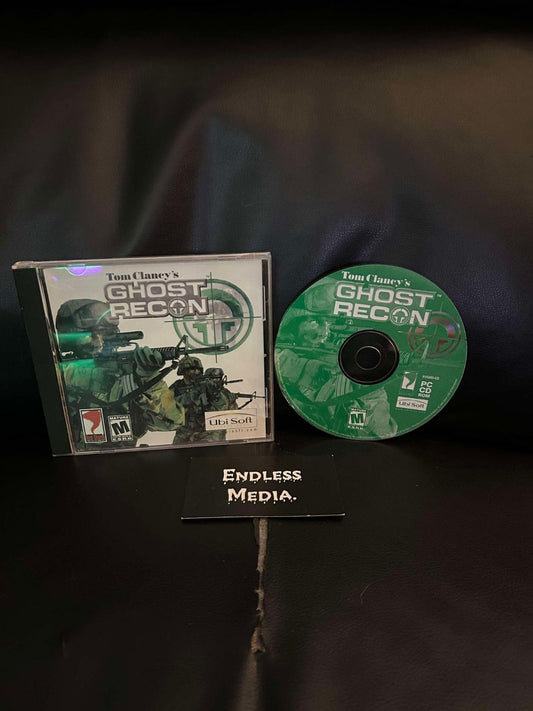 Tom Clancy's
GHOST
RECON
MATURE
M
ESRB
Ubi Soft
Tom Clancy's
GHOST
RECON
PC
CD
ROM
M
Ubi Soft
ENDLESS
MEDIA.